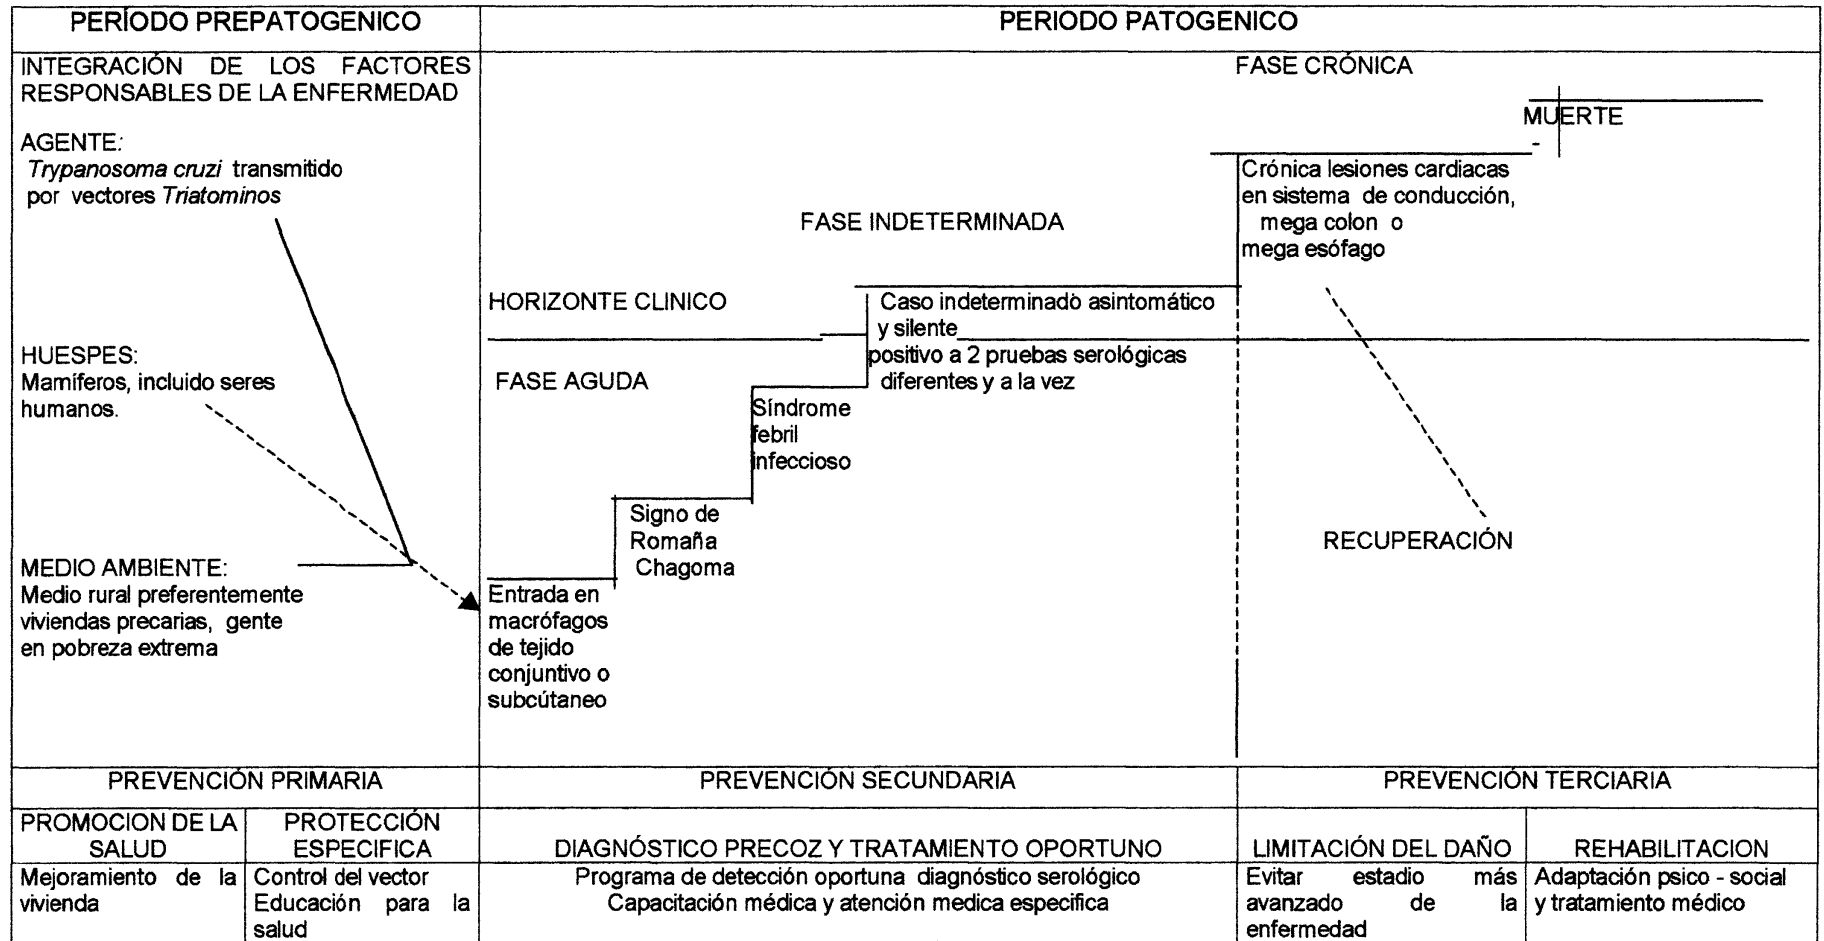 PERÍODO PREPATOGENICO
PERIODO PATOGENICO
INTEGRACIÓN DE LOS FACTORES
RESPONSABLES DE LA ENFERMEDAD
AGENTE:
Trypanosoma cruzi transmitido
por vectores Triatominos
HUESPES:
Mamíferos, incluido seres
humanos.
MEDIO AMBIENTE:
Medio rural preferentemente
viviendas precarias, gente
en pobreza extrema
HORIZONTE CLINICO
FASE AGUDA
Entrada en
macrófagos
de tejido
conjuntivo o
subcútaneo
Signo de
Romaña
Chagoma
Síndrome
febril
infeccioso
FASE INDETERMINADA
Caso indeterminado asintomático
y silente
positivo a 2 pruebas serológicas
diferentes y a la vez
FASE CRÓNICA
Crónica lesiones cardiacas
en sistema de conducción,
mega colon o
mega esófago
MUERTE
RECUPERACIÓN
PREVENCIÓN PRIMARIA
PREVENCIÓN SECUNDARIA
PREVENCIÓN TERCIARIA
PROMOCION DE LA
SALUD
PROTECCIÓN
ESPECIFICA
DIAGNÓSTICO PRECOZ Y TRATAMIENTO OPORTUNO
LIMITACIÓN DEL DAÑO
REHABILITACION
Mejoramiento de la
vivienda
Control del vector
Educación para la
salud
Programa de detección oportuna diagnóstico serológico
Capacitación médica y atención medica especifica
Evitar estadio más
avanzado de la
enfermedad
Adaptación psico - social
y tratamiento médico